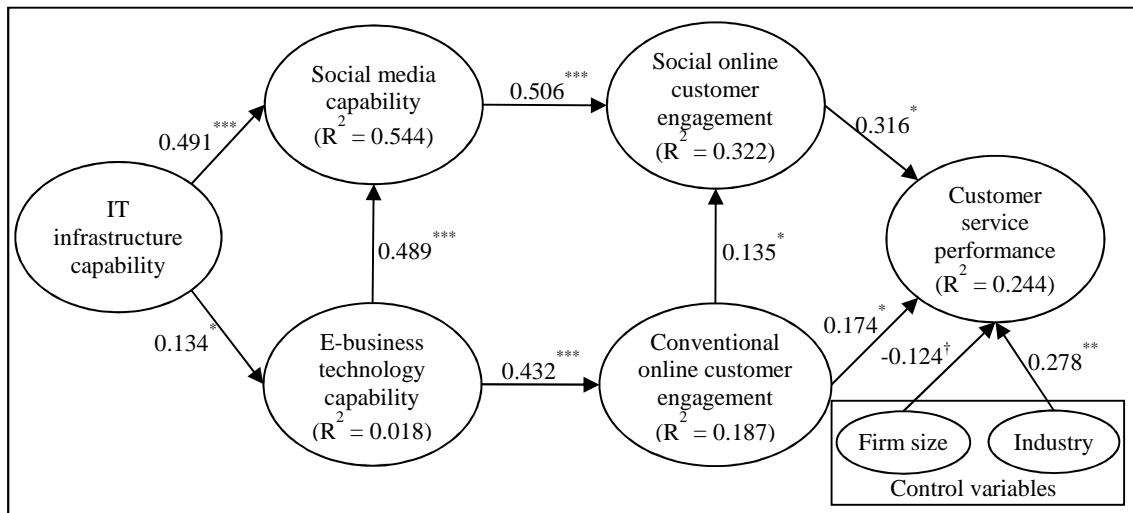 Social media
capability
(R² = 0.544)
0.506***
Social online
customer
engagement
(R² = 0.322)
0.491***
0.316*
IT
infrastructure
capability
0.489***
0.135*
Customer
service
performance
(R² = 0.244)
0.134*
E-business
technology
capability
(R² = 0.018)
0.432***
Conventional
online customer
engagement
(R² = 0.187)
0.174*
-0.124†
0.278**
Firm size
Industry
Control variables